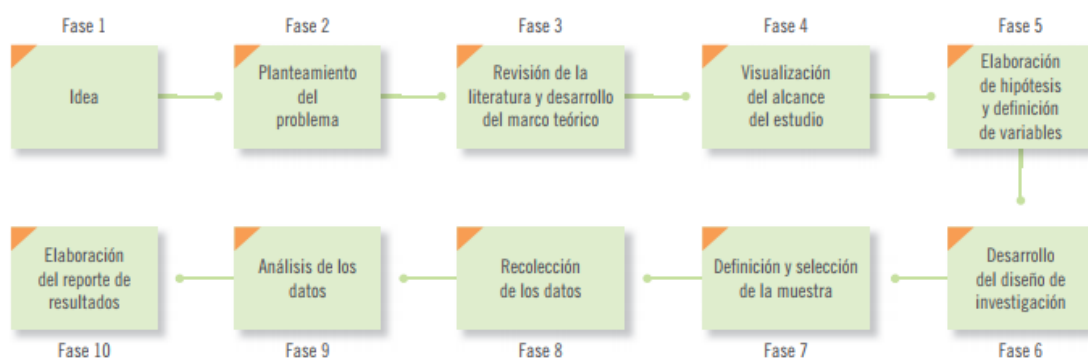 Fase 1
Idea
Fase 2
Planteamiento
del
problema
Fase 3
Revisión de la
literatura y desarrollo
del marco teórico
Fase 4
Visualización
del alcance
del estudio
Fase 5
Elaboración
de hipótesis
y definición
de variables
Desarrollo
del diseño de
investigación
Fase 6
Definición y selección
de la muestra
Fase 7
Recolección
de los datos
Fase 8
Análisis de los
datos
Fase 9
Elaboración
del reporte de
resultados
Fase 10